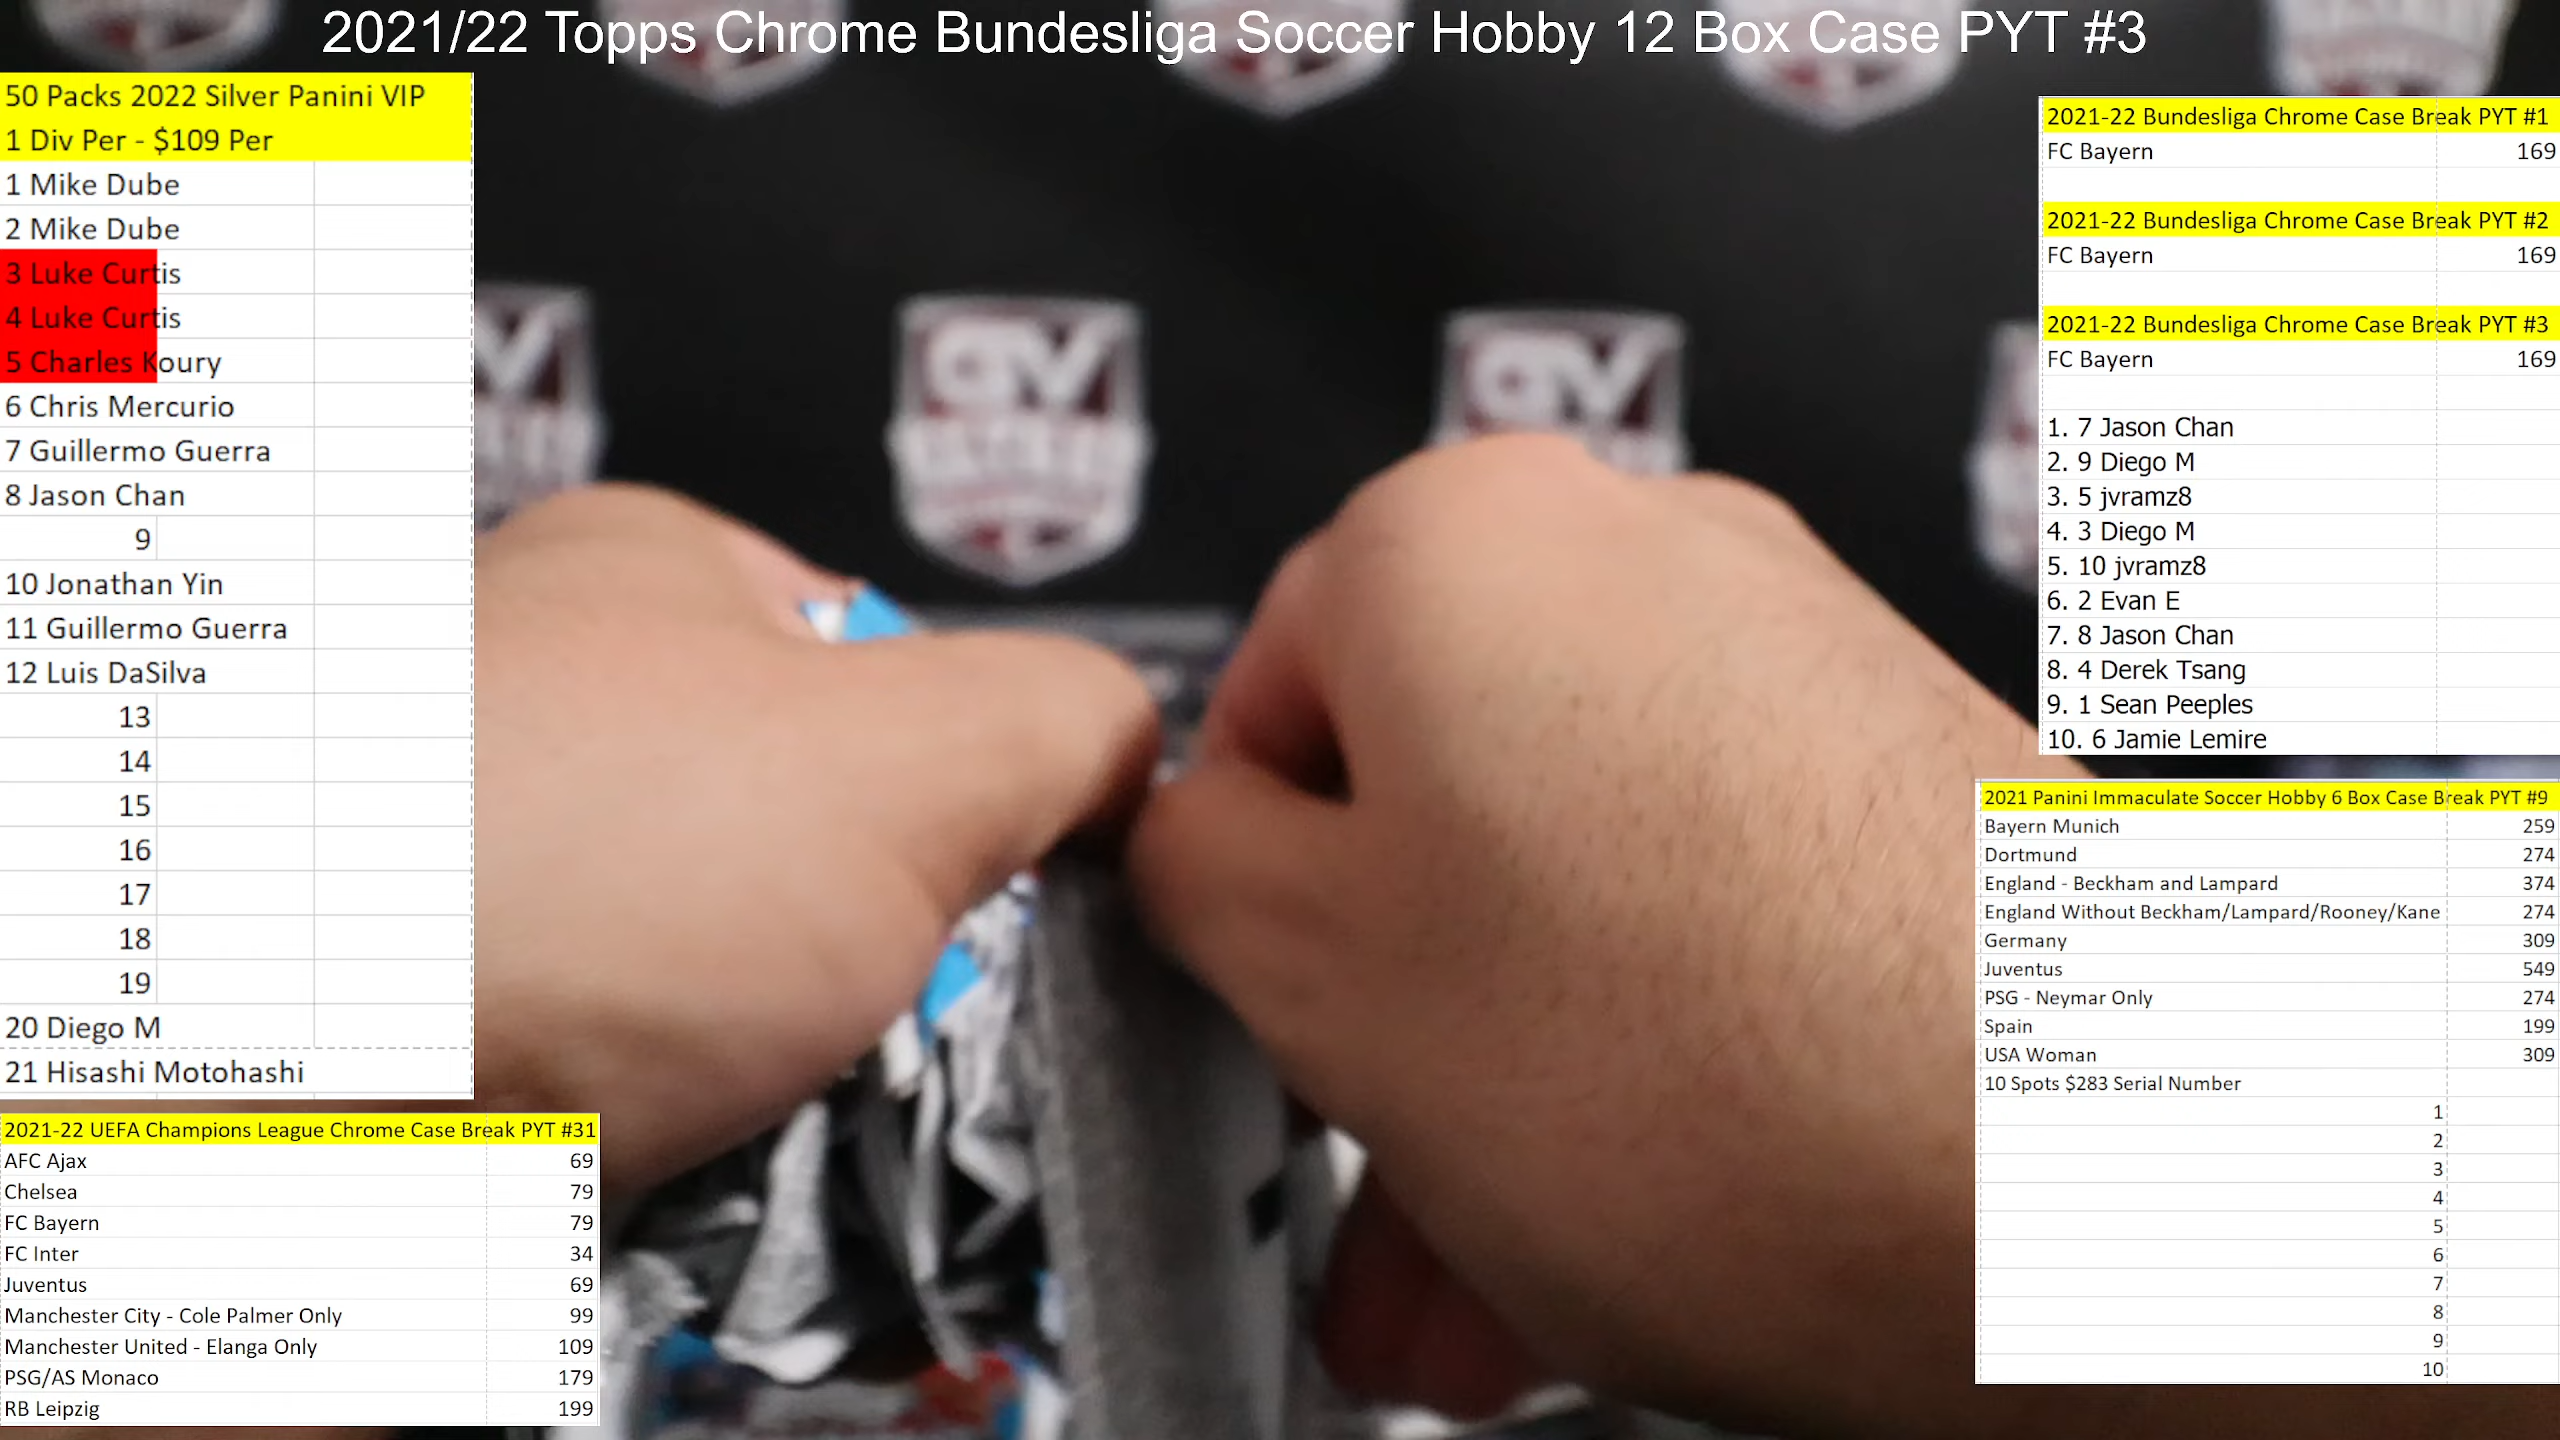 2021/22 Topps Chrome Bundesliga Soccer Hobby 12 Box Case PYT #3
50 Packs 2022 Silver Panini VIP
1 Div Per - $109 Per
1 Mike Dube
2 Mike Dube
3 Luke Curtis
4 Luke Curtis
5 Charles Koury
6 Chris Mercurio
7 Guillermo Guerra
8 Jason Chan
9
10 Jonathan Yin
11 Guillermo Guerra
12 Luis DaSilva
13
14
15
16
17
18
19
20 Diego M
21 Hisashi Motohashi
2021-22 UEFA Champions League Chrome Case Break PYT #31
AFC Ajax 69
Chelsea 79
FC Bayern 79
FC Inter 34
Juventus 69
Manchester City - Cole Palmer Only 99
Manchester United - Elanga Only 109
PSG/AS Monaco 179
RB Leipzig 199
2021-22 Bundesliga Chrome Case Break PYT #1
FC Bayern 169
2021-22 Bundesliga Chrome Case Break PYT #2
FC Bayern 169
2021-22 Bundesliga Chrome Case Break PYT #3
FC Bayern 169
1. 7 Jason Chan
2. 9 Diego M
3. 5 jvramz8
4. 3 Diego M
5. 10 jvramz8
6. 2 Evan E
7. 8 Jason Chan
8. 4 Derek Tsang
9. 1 Sean Peeples
10. 6 Jamie Lemire
2021 Panini Immaculate Soccer Hobby 6 Box Case Break PYT #9
Bayern Munich 259
Dortmund 274
England - Beckham and Lampard 374
England Without Beckham/Lampard/Rooney/Kane 274
Germany 309
Juventus 549
PSG - Neymar Only 274
Spain 199
USA Woman 309
10 Spots $283 Serial Number
1
2
3
4
5
6
7
8
9
10